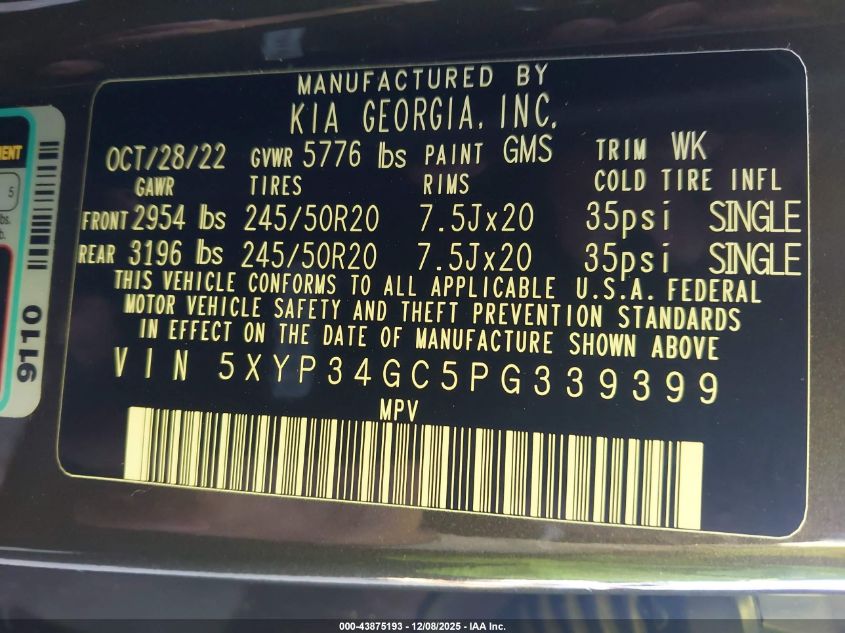 MANUFACTURED BY
KIA GEORGIA, INC.
OCT/28/22 GVWR 5776 lbs PAINT GMS TRIM WK
GAWR TIRES RIMS COLD TIRE INFL
FRONT 2954 lbs 245/50R20 7.5Jx20 35psi SINGLE
REAR 3196 lbs 245/50R20 7.5Jx20 35psi SINGLE
THIS VEHICLE CONFORMS TO ALL APPLICABLE U.S.A. FEDERAL
MOTOR VEHICLE SAFETY AND THEFT PREVENTION STANDARDS
IN EFFECT ON THE DATE OF MANUFACTURE SHOWN ABOVE
VIN 5XYP34GC5PG339399
MPV
5
9110
000-43875193 - 12/08/2025 - IAA Inc.